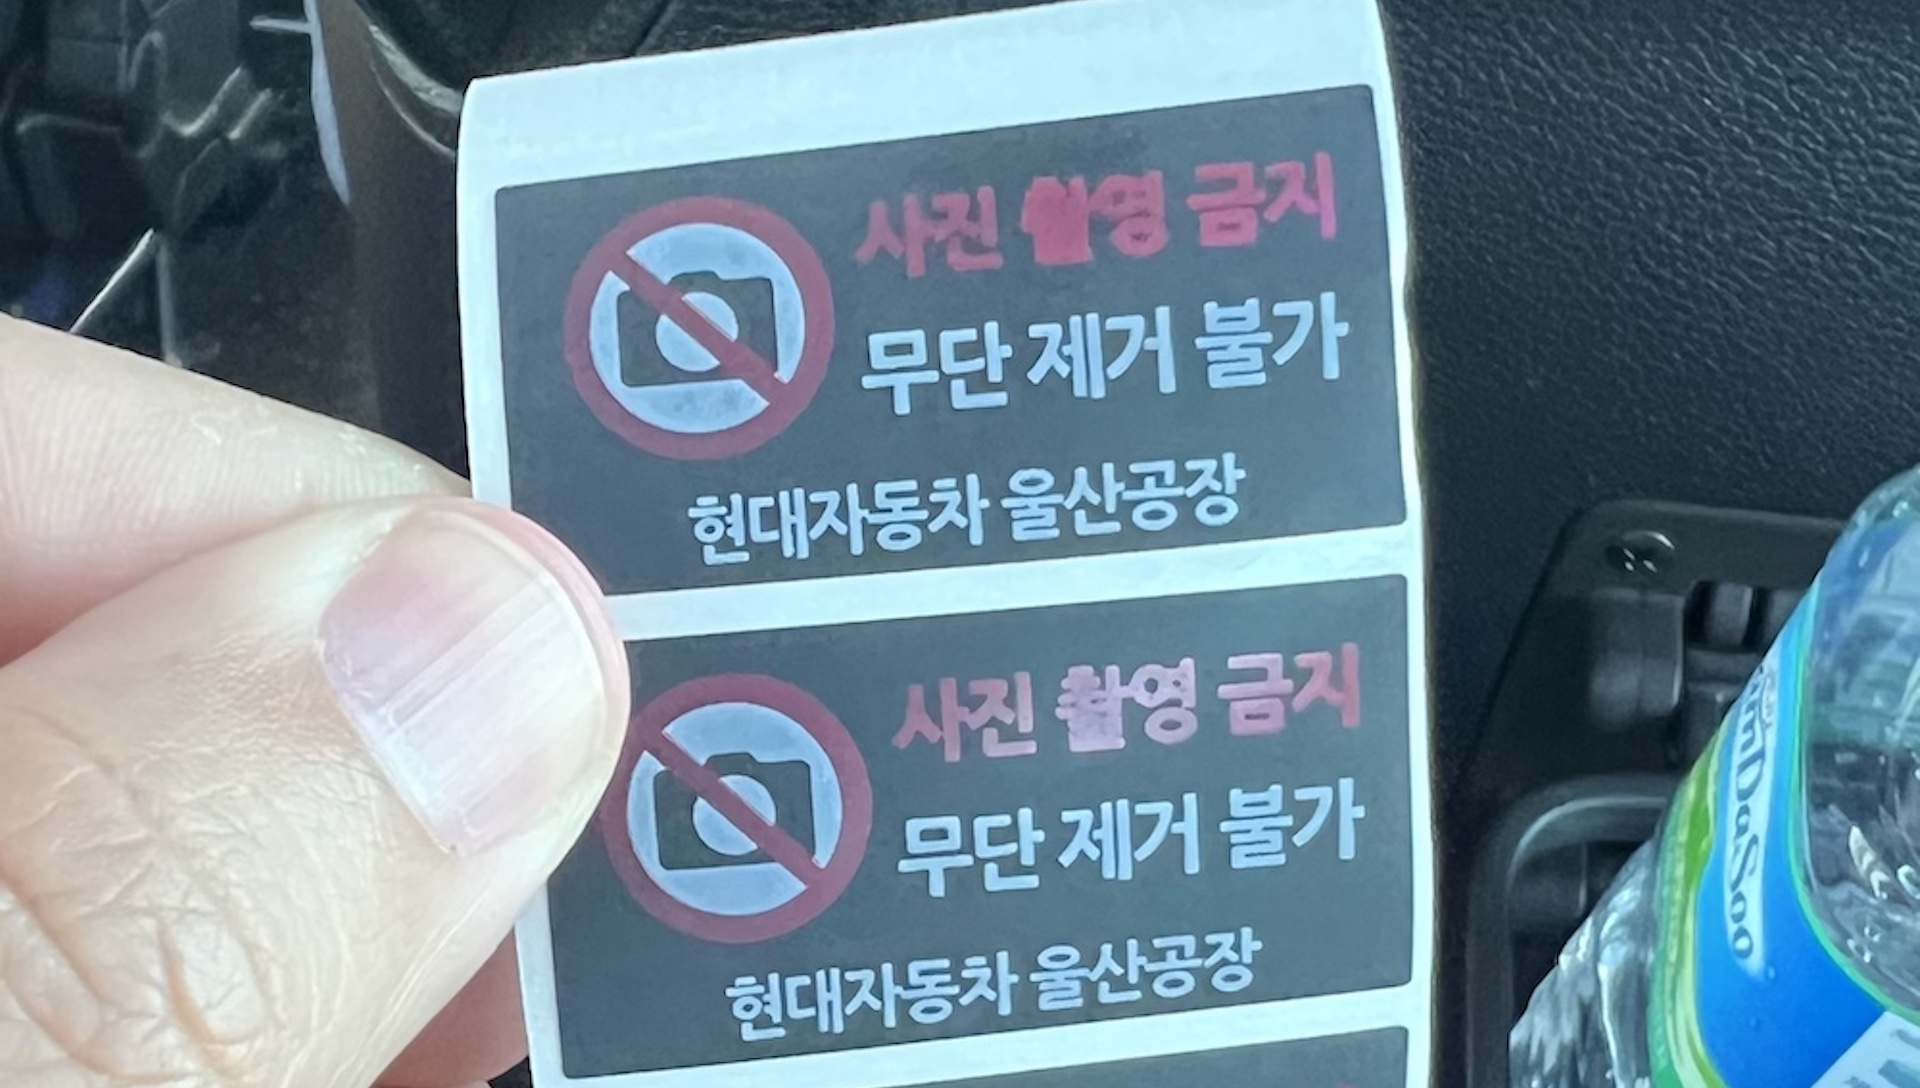 사진 촬영 금지
무단 제거 불가
현대자동차 울산공장
사진 촬영 금지
무단 제거 불가
현대자동차 울산공장
DaSoo